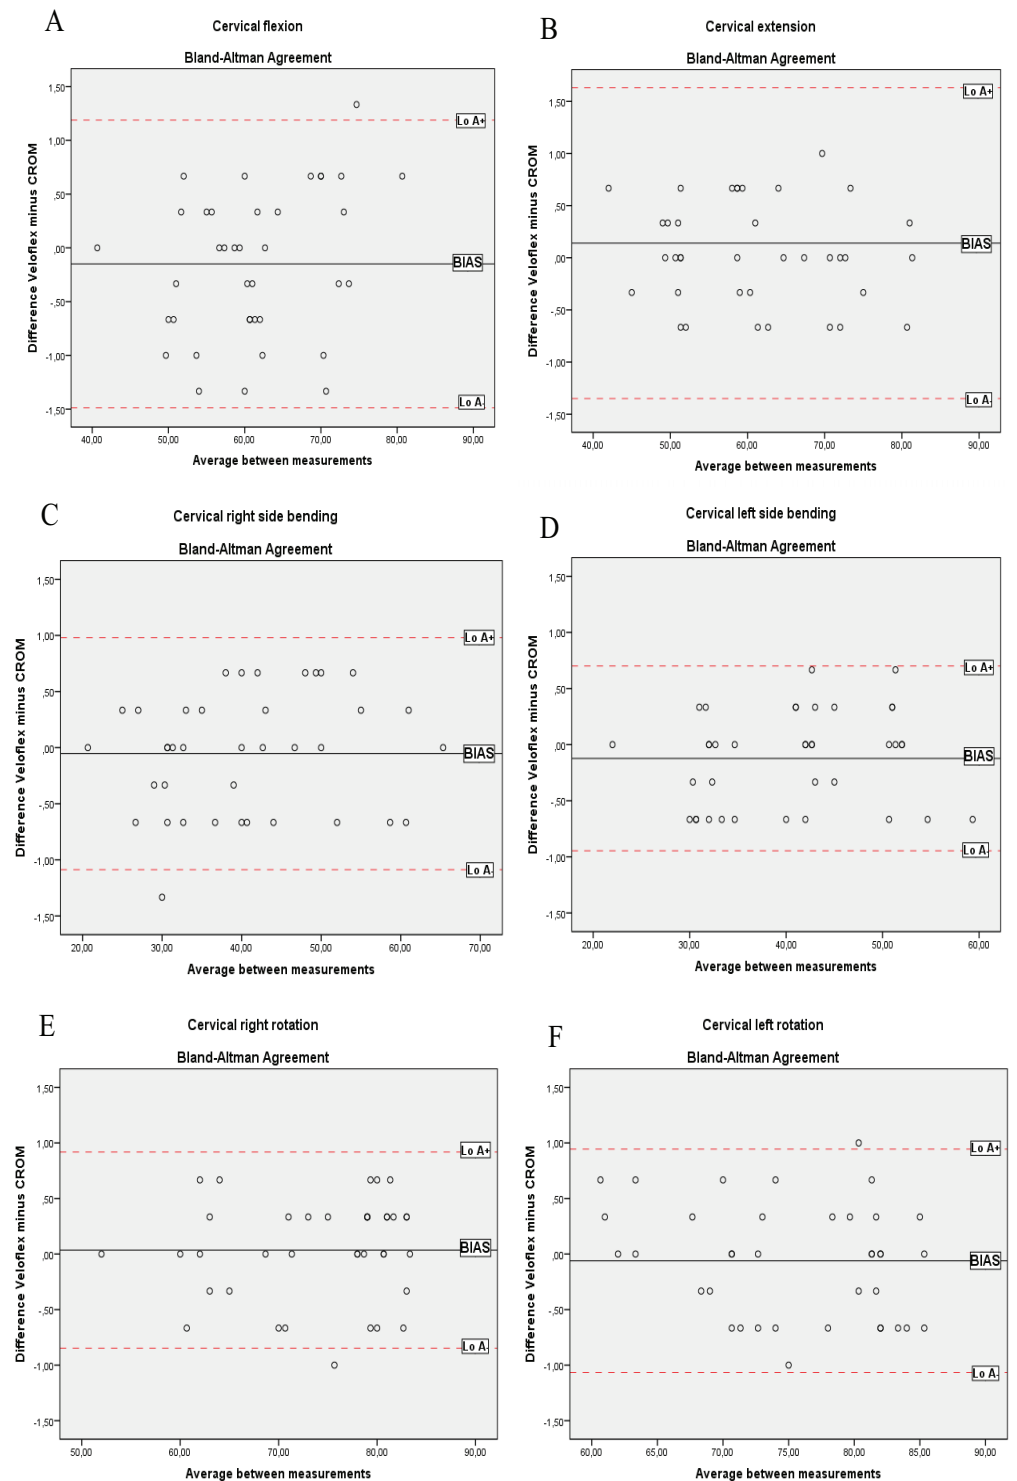 A
Cervical flexion
Bland-Altman Agreement
Difference Veloflex minus CROM
1,50
1,00
,50
,00
-,50
-1,00
-1,50
Lo A+
BIAS
Lo A-
40,00 50,00 60,00 70,00 80,00 90,00
Average between measurements
B
Cervical extension
Bland-Altman Agreement
Difference Veloflex minus CROM
1,50
1,00
,50
,00
-,50
-1,00
-1,50
Lo A+
BIAS
Lo A-
40,00 50,00 60,00 70,00 80,00 90,00
Average between measurements
C
Cervical right side bending
Bland-Altman Agreement
Difference Veloflex minus CROM
1,50
1,00
,50
,00
-,50
-1,00
-1,50
Lo A+
BIAS
Lo A-
20,00 30,00 40,00 50,00 60,00 70,00
Average between measurements
D
Cervical left side bending
Bland-Altman Agreement
Difference Veloflex minus CROM
1,50
1,00
,50
,00
-,50
-1,00
-1,50
Lo A+
BIAS
Lo A-
20,00 30,00 40,00 50,00 60,00
Average between measurements
E
Cervical right rotation
Bland-Altman Agreement
Difference Veloflex minus CROM
1,50
1,00
,50
,00
-,50
-1,00
-1,50
Lo A+
BIAS
Lo A-
50,00 60,00 70,00 80,00 90,00
Average between measurements
F
Cervical left rotation
Bland-Altman Agreement
Difference Veloflex minus CROM
1,50
1,00
,50
,00
-,50
-1,00
-1,50
Lo A+
BIAS
Lo A-
60,00 65,00 70,00 75,00 80,00 85,00 90,00
Average between measurements